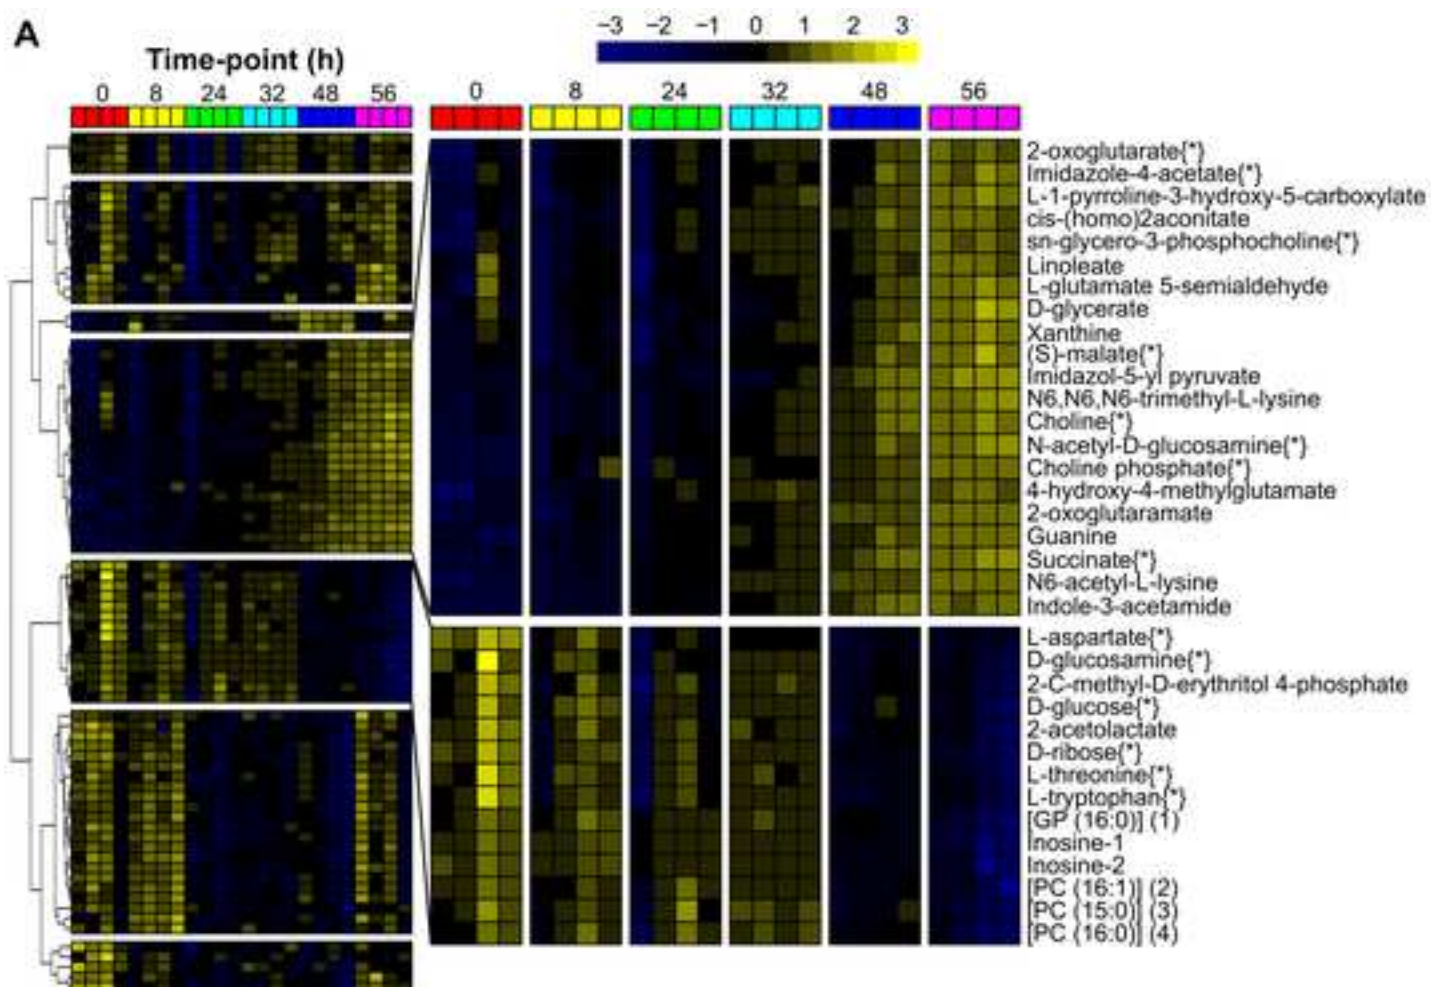 A
−3 −2 −1 0 1 2 3
Time-point (h)
0 8 24 32 48 56
0 8 24 32 48 56
2-oxoglutarate{*}
Imidazole-4-acetate{*}
L-1-pyrroline-3-hydroxy-5-carboxylate
cis-(homo)2aconitate
sn-glycero-3-phosphocholine{*}
Linoleate
L-glutamate 5-semialdehyde
D-glycerate
Xanthine
(S)-malate{*}
Imidazol-5-yl pyruvate
N6,N6,N6-trimethyl-L-lysine
Choline{*}
N-acetyl-D-glucosamine{*}
Choline phosphate{*}
4-hydroxy-4-methylglutamate
2-oxoglutaramate
Guanine
Succinate{*}
N6-acetyl-L-lysine
Indole-3-acetamide
L-aspartate{*}
D-glucosamine{*}
2-C-methyl-D-erythritol 4-phosphate
D-glucose{*}
2-acetolactate
D-ribose{*}
L-threonine{*}
L-tryptophan{*}
[GP (16:0)] (1)
Inosine-1
Inosine-2
[PC (16:1)] (2)
[PC (15:0)] (3)
[PC (16:0)] (4)